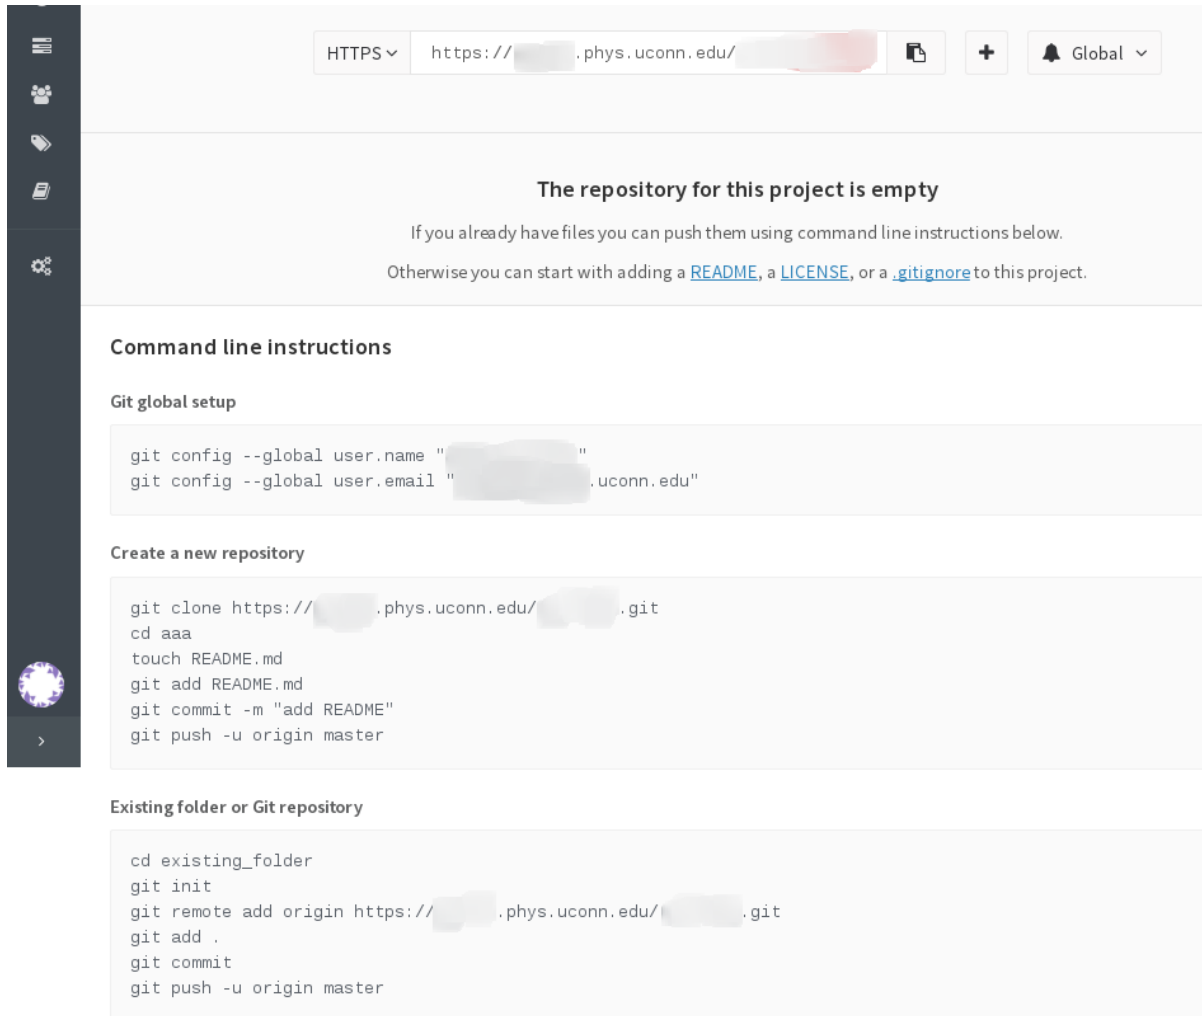 HTTPS https:// .phys.uconn.edu/ Global
The repository for this project is empty
If you already have files you can push them using command line instructions below.
Otherwise you can start with adding a README, a LICENSE, or a .gitignore to this project.
Command line instructions
Git global setup
git config --global user.name " "
git config --global user.email " .uconn.edu"
Create a new repository
git clone https:// .phys.uconn.edu/ .git
cd aaa
touch README.md
git add README.md
git commit -m "add README"
git push -u origin master
Existing folder or Git repository
cd existing_folder
git init
git remote add origin https:// .phys.uconn.edu/ .git
git add .
git commit
git push -u origin master